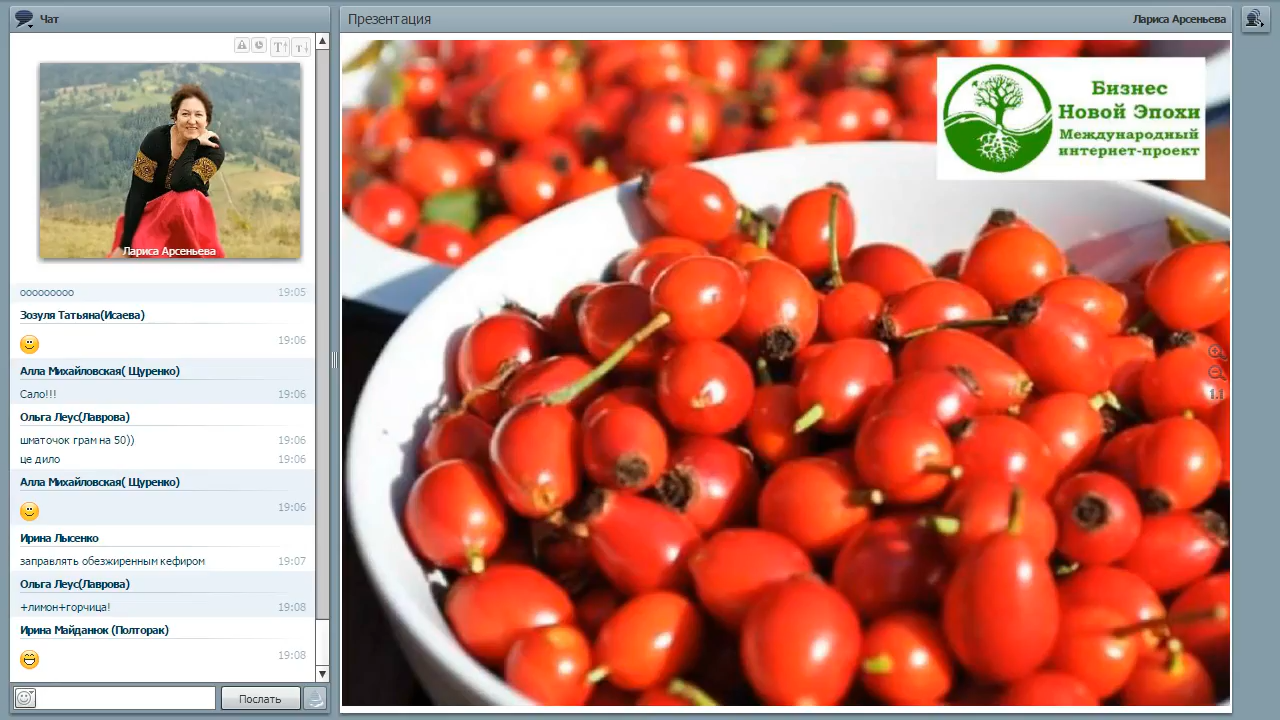 Чат
T↑ T↓
Лариса Арсеньева
ооооооооо 19:05
Зозуля Татьяна(Исаева)
19:06
Алла Михайловская( Щуренко)
Сало!!! 19:06
Ольга Леус(Лаврова)
шматочок грам на 50)) 19:06
це дило 19:06
Алла Михайловская( Щуренко)
19:06
Ирина Лысенко
заправлять обезжиренным кефиром 19:07
Ольга Леус(Лаврова)
+лимон+горчица! 19:08
Ирина Майданюк (Полторак)
19:08
Послать
Презентация Лариса Арсеньева
Бизнес
Новой Эпохи
Международный
интернет-проект
1:1